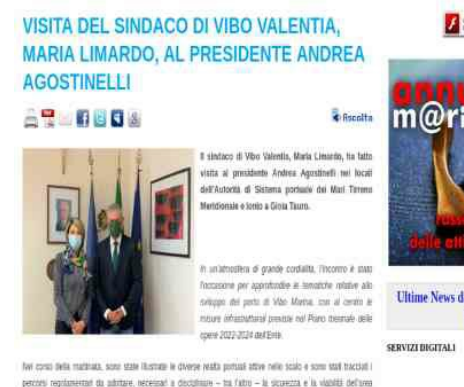 VISITA DEL SINDACO DI VIBO VALENTIA,
MARIA LIMARDO, AL PRESIDENTE ANDREA
AGOSTINELLI
Ascolta
Il sindaco di Vibo Valentia, Maria Limardo, ha fatto
visita al presidente Andrea Agostinelli nei locali
dell'Autorità di Sistema portuale dei Mari Tirreno
Meridionale e Ionio a Gioia Tauro.
In un'atmosfera di grande cordialità, l'incontro è stato
l'occasione per approfondire le tematiche relative allo
sviluppo del porto di Vibo Marina, con al centro le
misure infrastrutturali previste nel Piano triennale delle
opere 2022-2024 dell'Ente.
Nel corso della mattinata, sono state illustrate le diverse realtà portuali attive nello scalo e sono stati tracciati i
percorsi regolamentari da adottare, necessari a disciplinare – tra l'altro – la sicurezza e la viabilità dell'area
m@ri
delle
Ultime News d
SERVIZI DIGITALI